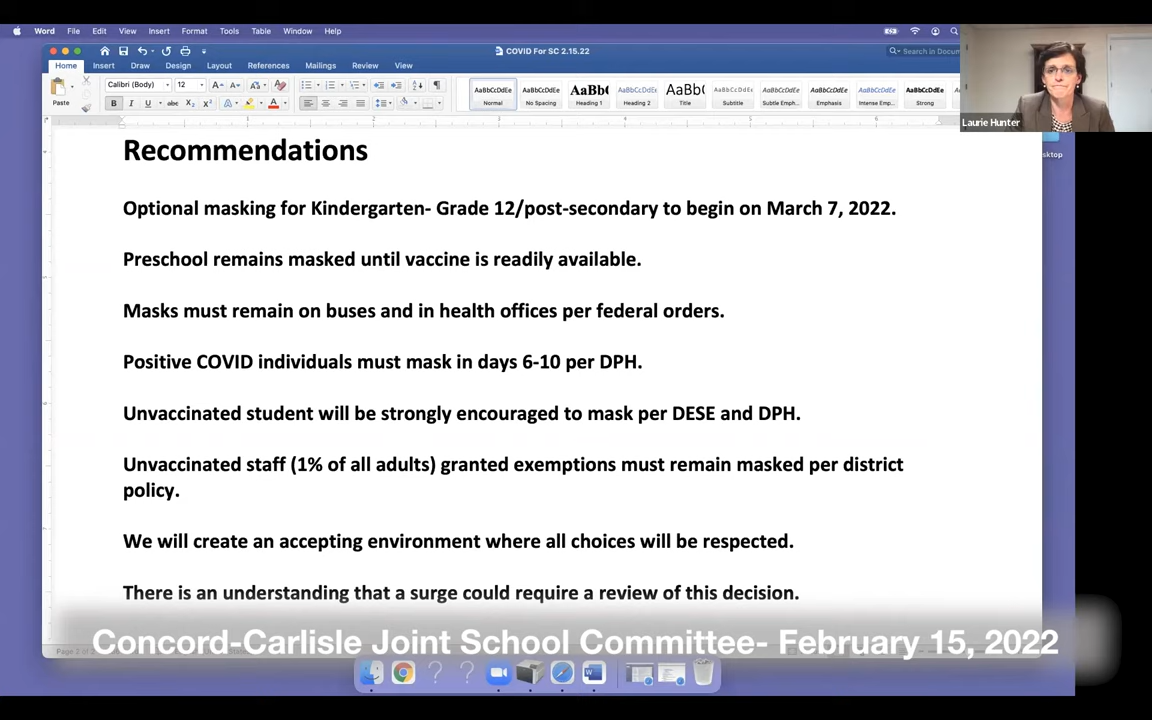 Word File Edit View Insert Format Tools Table Window Help
COVID For SC 2.15.22
Search in Docum
Home Insert Draw Design Layout References Mailings Review View
Paste
Calibri (Body) 12
AaBbCcDdEe AaBbCcDdEe AaBbC AaBbCcDdEe AaBb( AaBbCcDdEe AaBbCcDdEe AaBbCcDdEe AaBbCcDdEe AaBbCcDdEe
Normal No Spacing Heading 1 Heading 2 Title Subtitle Subtle Emph... Emphasis Intense Emp... Strong
Laurie Hunter
sktop
Recommendations
Optional masking for Kindergarten- Grade 12/post-secondary to begin on March 7, 2022.
Preschool remains masked until vaccine is readily available.
Masks must remain on buses and in health offices per federal orders.
Positive COVID individuals must mask in days 6-10 per DPH.
Unvaccinated student will be strongly encouraged to mask per DESE and DPH.
Unvaccinated staff (1% of all adults) granted exemptions must remain masked per district
policy.
We will create an accepting environment where all choices will be respected.
There is an understanding that a surge could require a review of this decision.
Concord-Carlisle Joint School Committee- February 15, 2022